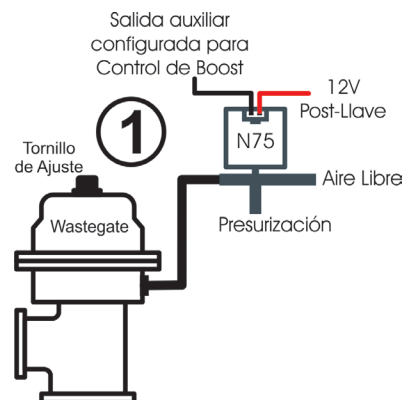 Salida auxiliar
configurada para
Control de Boost
12V
Post-Llave
1
N75
Tornillo
de Ajuste
Aire Libre
Wastegate
Presurización